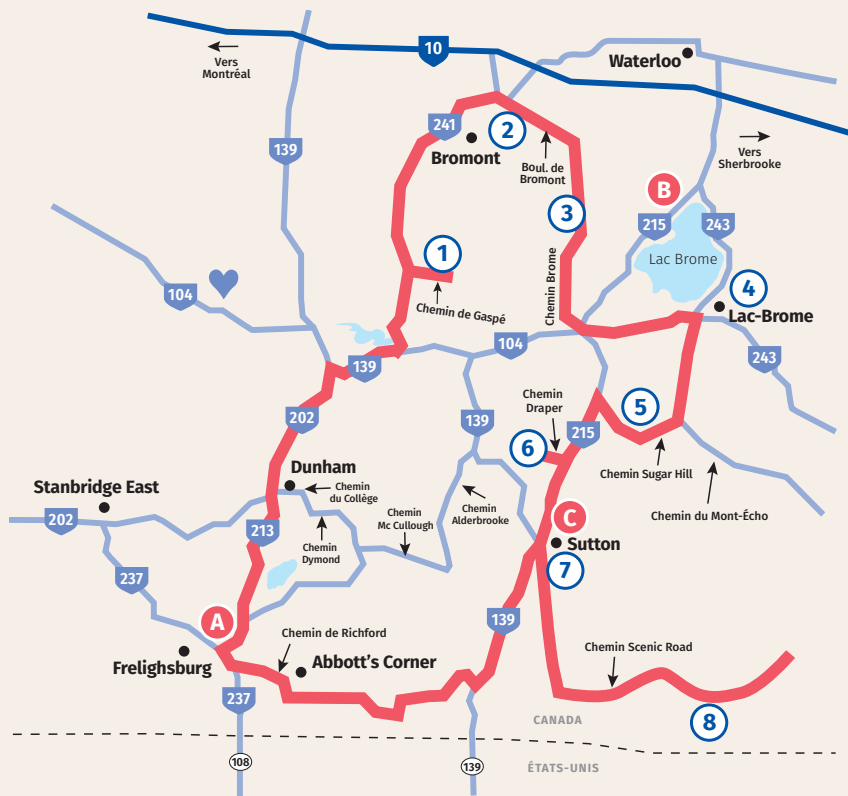 10
Vers
Montréal
Waterloo
139
241
2
Bromont
Boul. de
Bromont
Vers
Sherbrooke
B
3
215
243
1
Lac Brome
Chemin Brome
104
Chemin de Gaspé
4
Lac-Brome
104
139
243
Chemin
Draper
5
202
139
215
6
Dunham
Chemin
du Collège
Chemin Sugar Hill
Stanbridge East
Chemin
Mc Cullough
Chemin
Alderbrooke
Chemin du Mont-Écho
202
213
C
Chemin
Dymond
Sutton
7
237
A
139
Chemin de Richford
Abbott's Corner
Chemin Scenic Road
Frelighsburg
237
8
CANADA
108
139
ÉTATS-UNIS